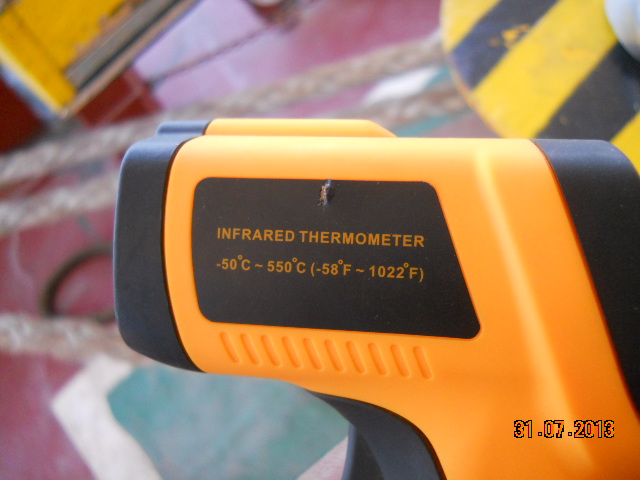 INFRARED THERMOMETER
-50°C ~ 550°C (-58°F ~ 1022°F)
31.07.2013